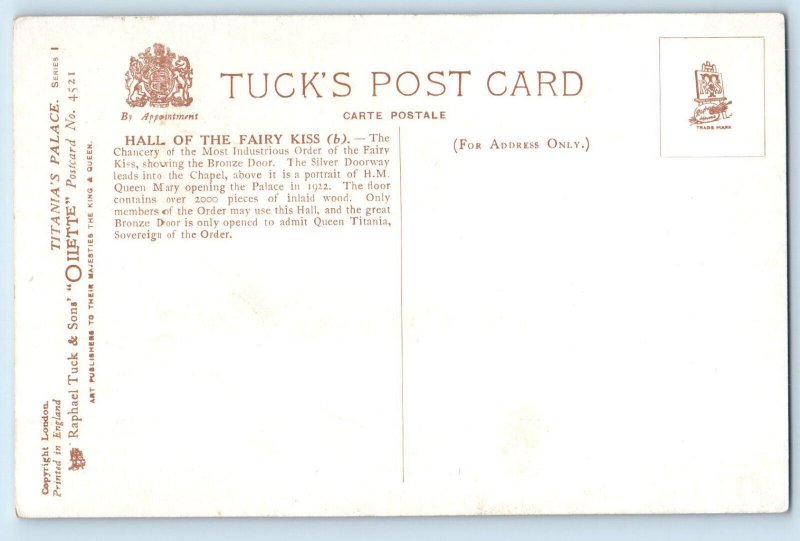 TUCK'S POST CARD
By Appointment
CARTE POSTALE
HALL OF THE FAIRY KISS (b). — The
Chancery of the Most Industrious Order of the Fairy
Kiss, showing the Bronze Door. The Silver Doorway
leads into the Chapel, above it is a portrait of H.M.
Queen Mary opening the Palace in 1922. The floor
contains over 2000 pieces of inlaid wood. Only
members of the Order may use this Hall, and the great
Bronze Door is only opened to admit Queen Titania,
Sovereign of the Order.
(For Address Only.)
TRADE MARK
TITANIA'S PALACE. SERIES I
Raphael Tuck & Sons' "OILETTE" Postcard No. 4521
ART PUBLISHERS TO THEIR MAJESTIES THE KING & QUEEN.
Copyright London.
Printed in England